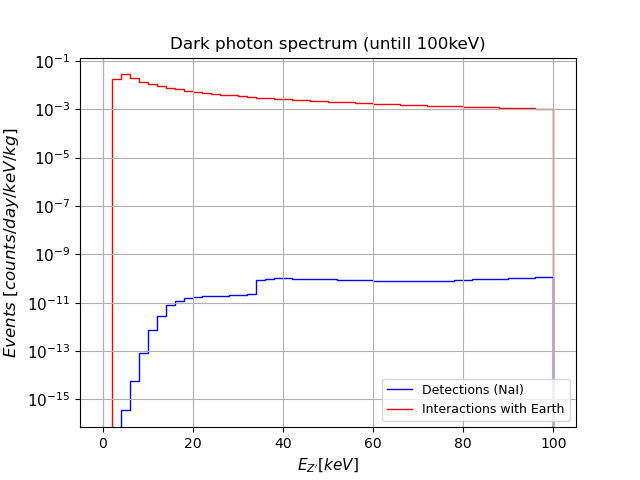 Dark photon spectrum (untill 100keV)
Events [counts/day/keV/kg]
10⁻¹
10⁻³
10⁻⁵
10⁻⁷
10⁻⁹
10⁻¹¹
10⁻¹³
10⁻¹⁵
Detections (NaI)
Interactions with Earth
0 20 40 60 80 100
E_{Z'}[keV]